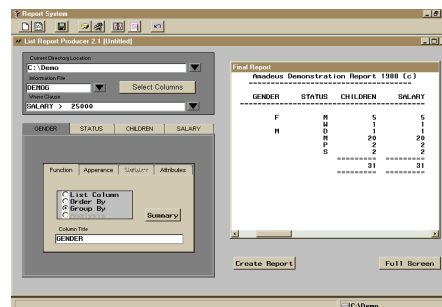 Report System
List Report Producer 2.1 [Untitled]
Current Directory Location
C:\Demo
Information File
DEMOG
Select Columns
Where Clause
SALARY > 25000
GENDER STATUS CHILDREN SALARY
Function Apperance Attributes
List Column
Order By
Group By
Summary
Column Title
GENDER
Final Report
Amadeus Demonstration Report 1988 (c)
GENDER STATUS CHILDREN SALARY
F M 5 5
W 1 1
M D 1 1
M 20 20
P 2 2
S 2 2
31 31
Create Report
Full Screen
C:\Demo